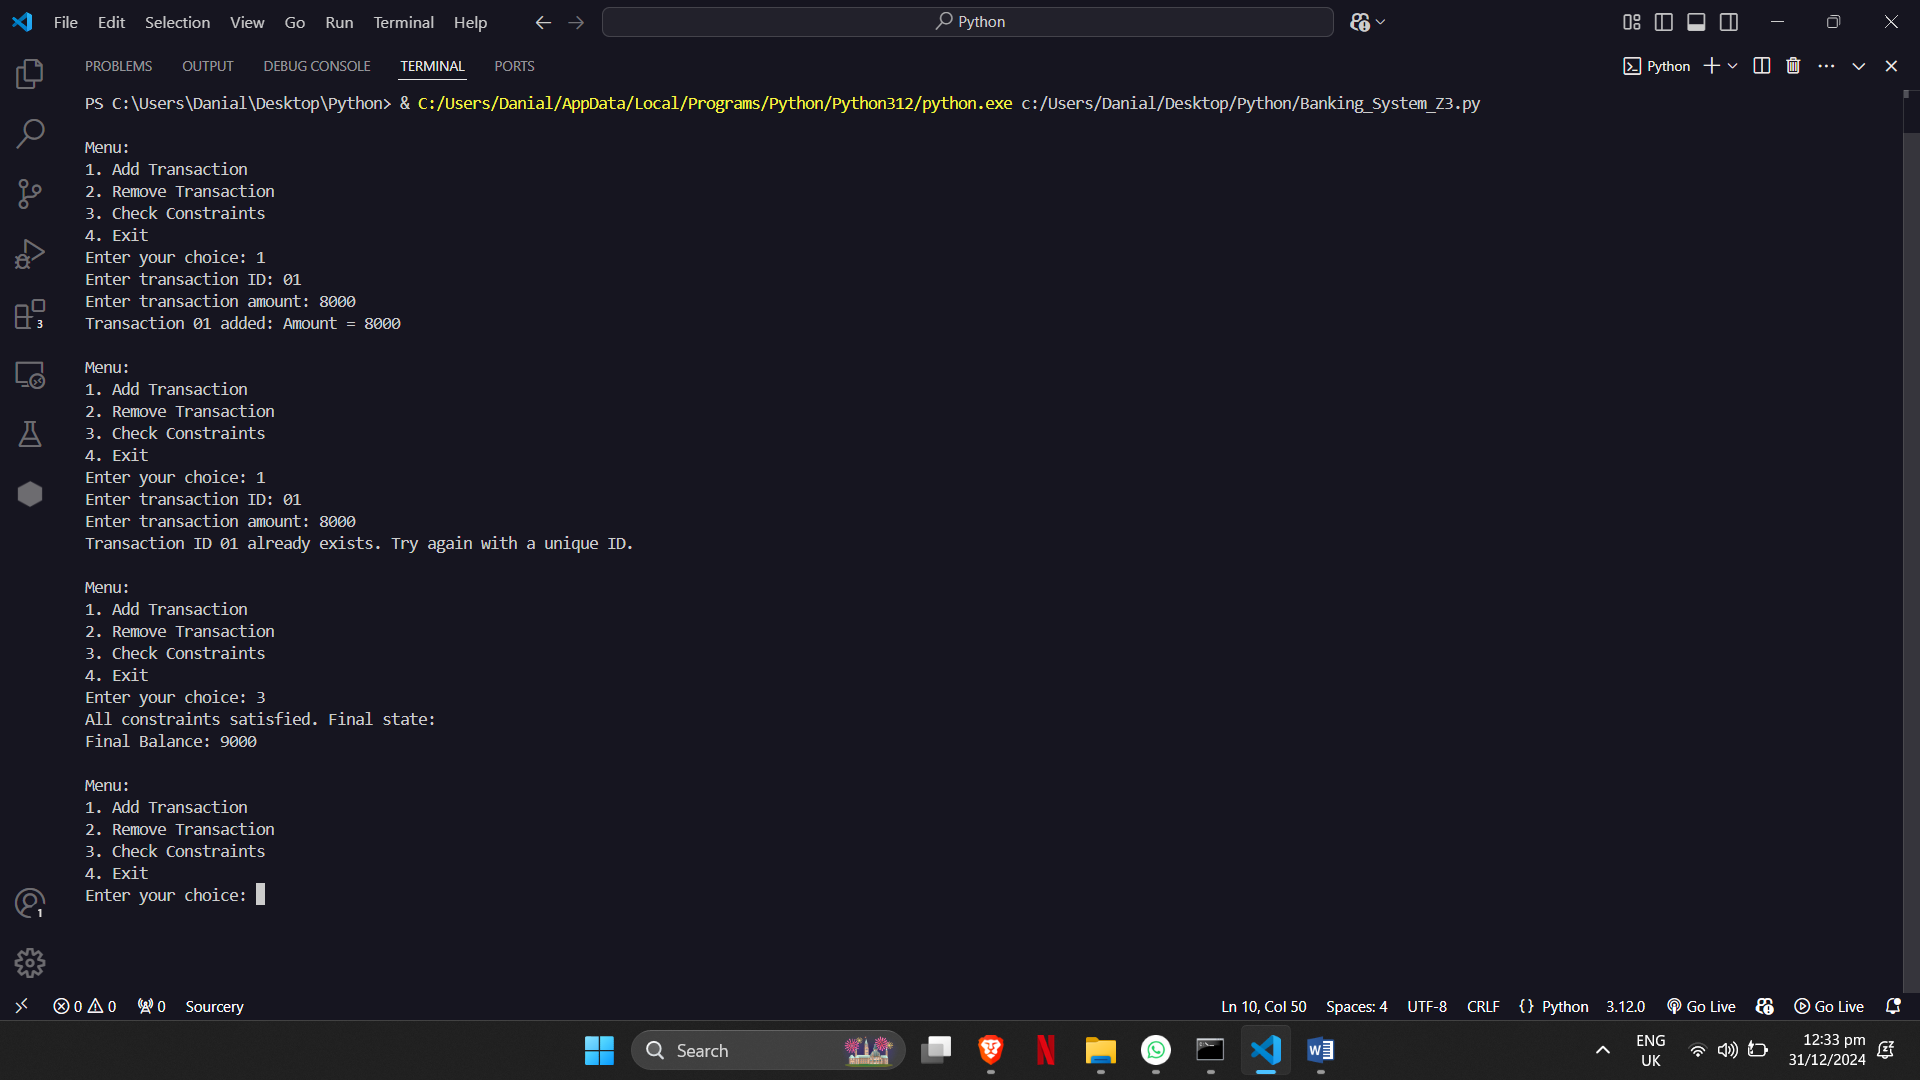 File Edit Selection View Go Run Terminal Help Python
PROBLEMS OUTPUT DEBUG CONSOLE TERMINAL PORTS Python
PS C:\Users\Danial\Desktop\Python> & C:/Users/Danial/AppData/Local/Programs/Python/Python312/python.exe c:/Users/Danial/Desktop/Python/Banking_System_Z3.py
Menu:
1. Add Transaction
2. Remove Transaction
3. Check Constraints
4. Exit
Enter your choice: 1
Enter transaction ID: 01
Enter transaction amount: 8000
Transaction 01 added: Amount = 8000
Menu:
1. Add Transaction
2. Remove Transaction
3. Check Constraints
4. Exit
Enter your choice: 1
Enter transaction ID: 01
Enter transaction amount: 8000
Transaction ID 01 already exists. Try again with a unique ID.
Menu:
1. Add Transaction
2. Remove Transaction
3. Check Constraints
4. Exit
Enter your choice: 3
All constraints satisfied. Final state:
Final Balance: 9000
Menu:
1. Add Transaction
2. Remove Transaction
3. Check Constraints
4. Exit
Enter your choice:
3
1
0 0 0 Sourcery Ln 10, Col 50 Spaces: 4 UTF-8 CRLF {} Python 3.12.0 Go Live Go Live
Search ENG 12:33 pm
UK 31/12/2024